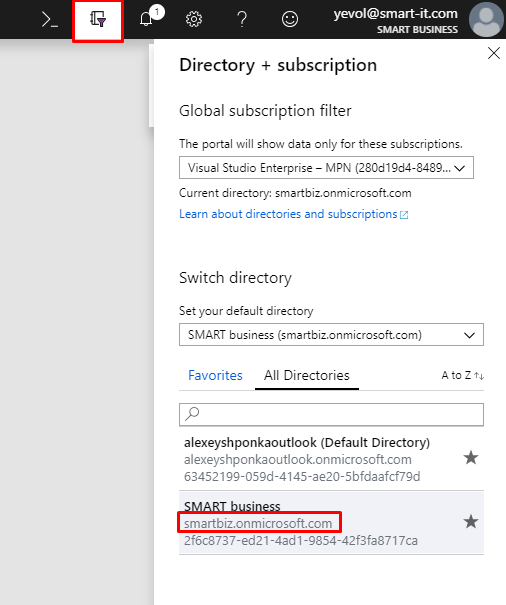 yevol@smart-it.com
SMART BUSINESS
1
Directory + subscription
Global subscription filter
The portal will show data only for these subscriptions.
Visual Studio Enterprise – MPN (280d19d4-8489...
Current directory: smartbiz.onmicrosoft.com
Learn about directories and subscriptions
Switch directory
Set your default directory
SMART business (smartbiz.onmicrosoft.com)
Favorites All Directories A to Z ↑↓
alexeyshponkaoutlook (Default Directory)
alexeyshponkaoutlook.onmicrosoft.com
63452199-059d-4145-ae20-5bfdaafcf79d
SMART business
smartbiz.onmicrosoft.com
2f6c8737-ed21-4ad1-9854-42f3fa8717ca